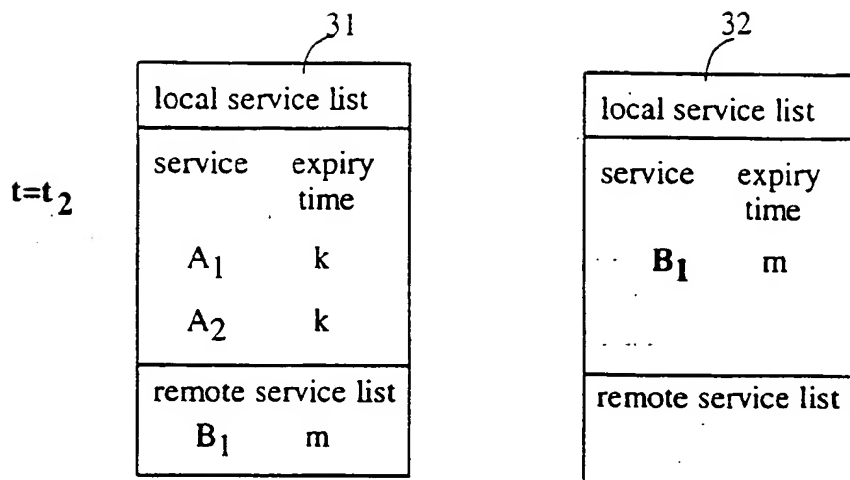 31
local service list
t=t2
service expiry
time
A1 k
A2 k
remote service list
B1 m
32
local service list
service expiry
time
B1 m
remote service list